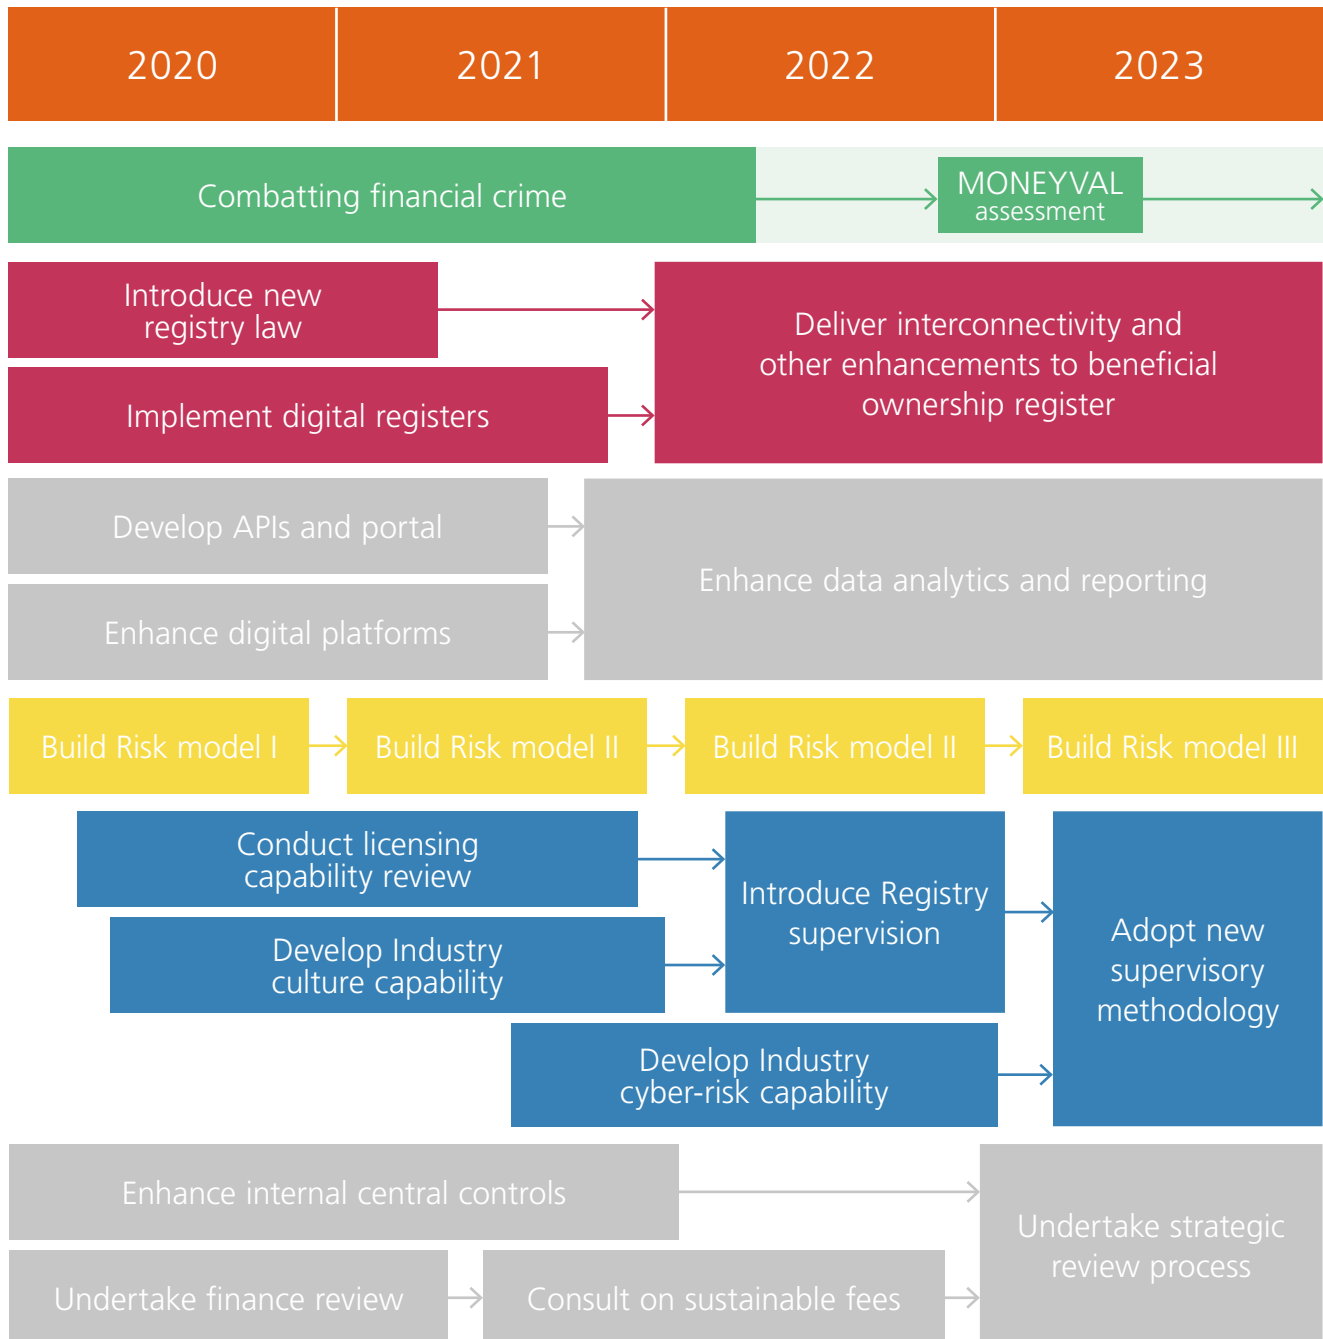 2020
2021
2022
2023
Combatting financial crime
MONEYVAL
assessment
Introduce new
registry law
Implement digital registers
Deliver interconnectivity and
other enhancements to beneficial
ownership register
Develop APIs and portal
Enhance digital platforms
Enhance data analytics and reporting
Build Risk model I
Build Risk model II
Build Risk model II
Build Risk model III
Conduct licensing
capability review
Develop Industry
culture capability
Introduce Registry
supervision
Develop Industry
cyber-risk capability
Adopt new
supervisory
methodology
Enhance internal central controls
Undertake finance review
Consult on sustainable fees
Undertake strategic
review process